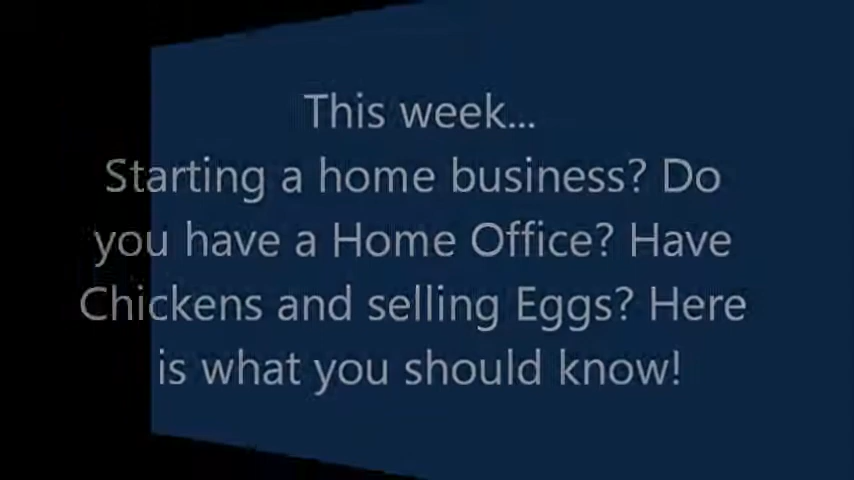 This week...
Starting a home business? Do
you have a Home Office? Have
Chickens and selling Eggs? Here
is what you should know!